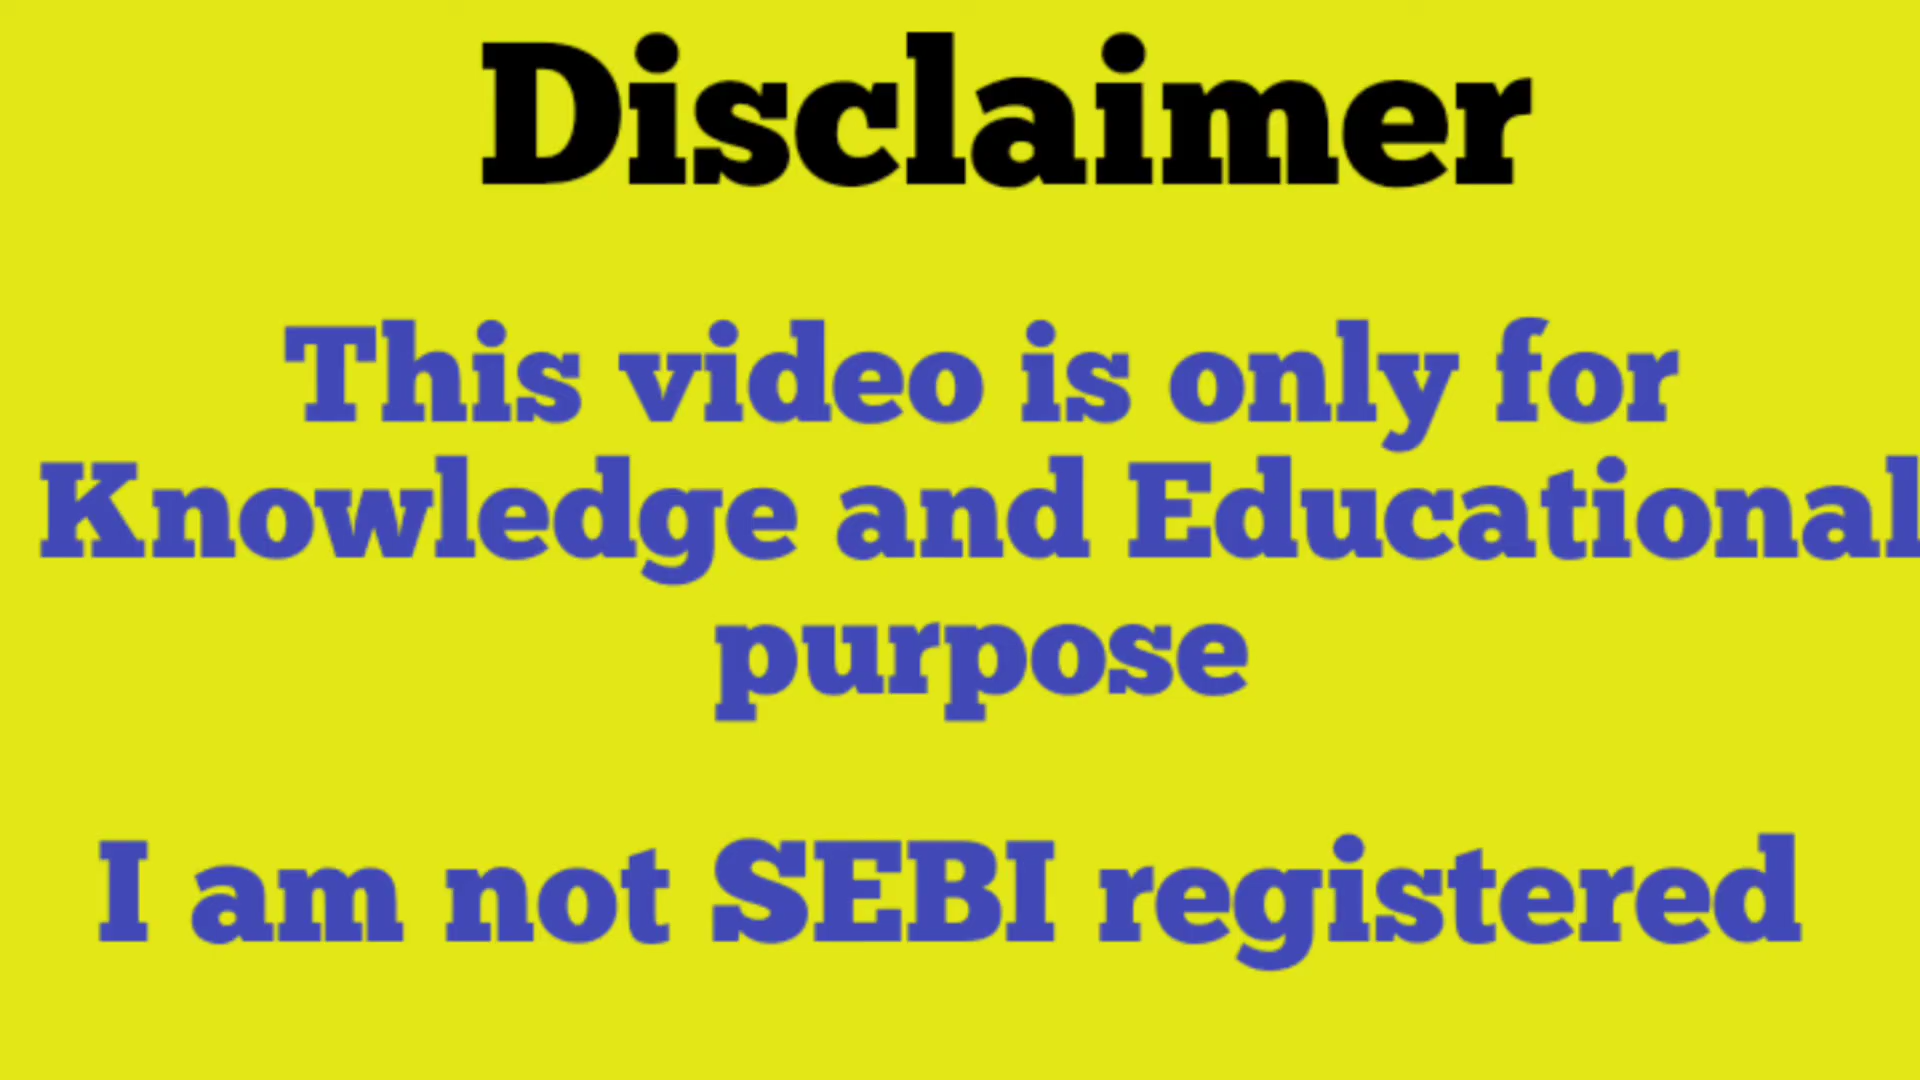 Disclaimer
This video is only for
Knowledge and Educational
purpose
I am not SEBI registered